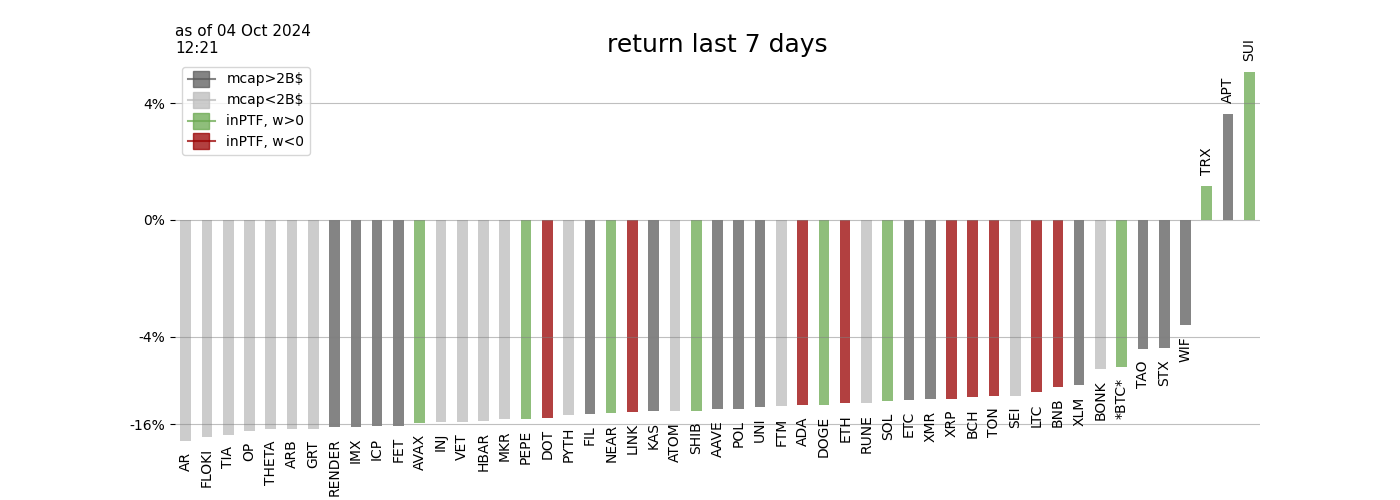 as of 04 Oct 2024
12:21
return last 7 days
mcap>2B$
mcap<2B$
inPTF, w>0
inPTF, w<0
4%
0%
-4%
-16%
AR
FLOKI
TIA
OP
THETA
ARB
GRT
RENDER
IMX
ICP
FET
AVAX
INJ
VET
HBAR
MKR
PEPE
DOT
PYTH
FIL
NEAR
LINK
KAS
ATOM
SHIB
AAVE
POL
UNI
FTM
ADA
DOGE
ETH
RUNE
SOL
ETC
XMR
XRP
BCH
TON
SEI
LTC
BNB
XLM
BONK
*BTC*
TAO
STX
WIF
TRX
APT
SUI